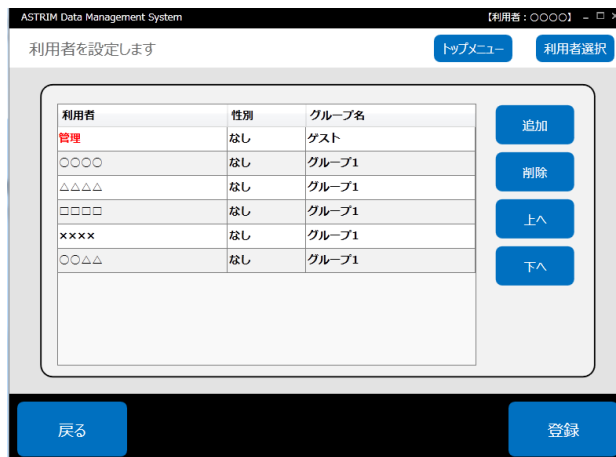 ASTRIM Data Management System 【利用者：○○○○】
利用者を設定します トップメニュー 利用者選択
利用者 性別 グループ名
管理 なし ゲスト
○○○○ なし グループ1
△△△△ なし グループ1
□□□□ なし グループ1
×××× なし グループ1
○○△△ なし グループ1
追加
削除
上へ
下へ
戻る 登録